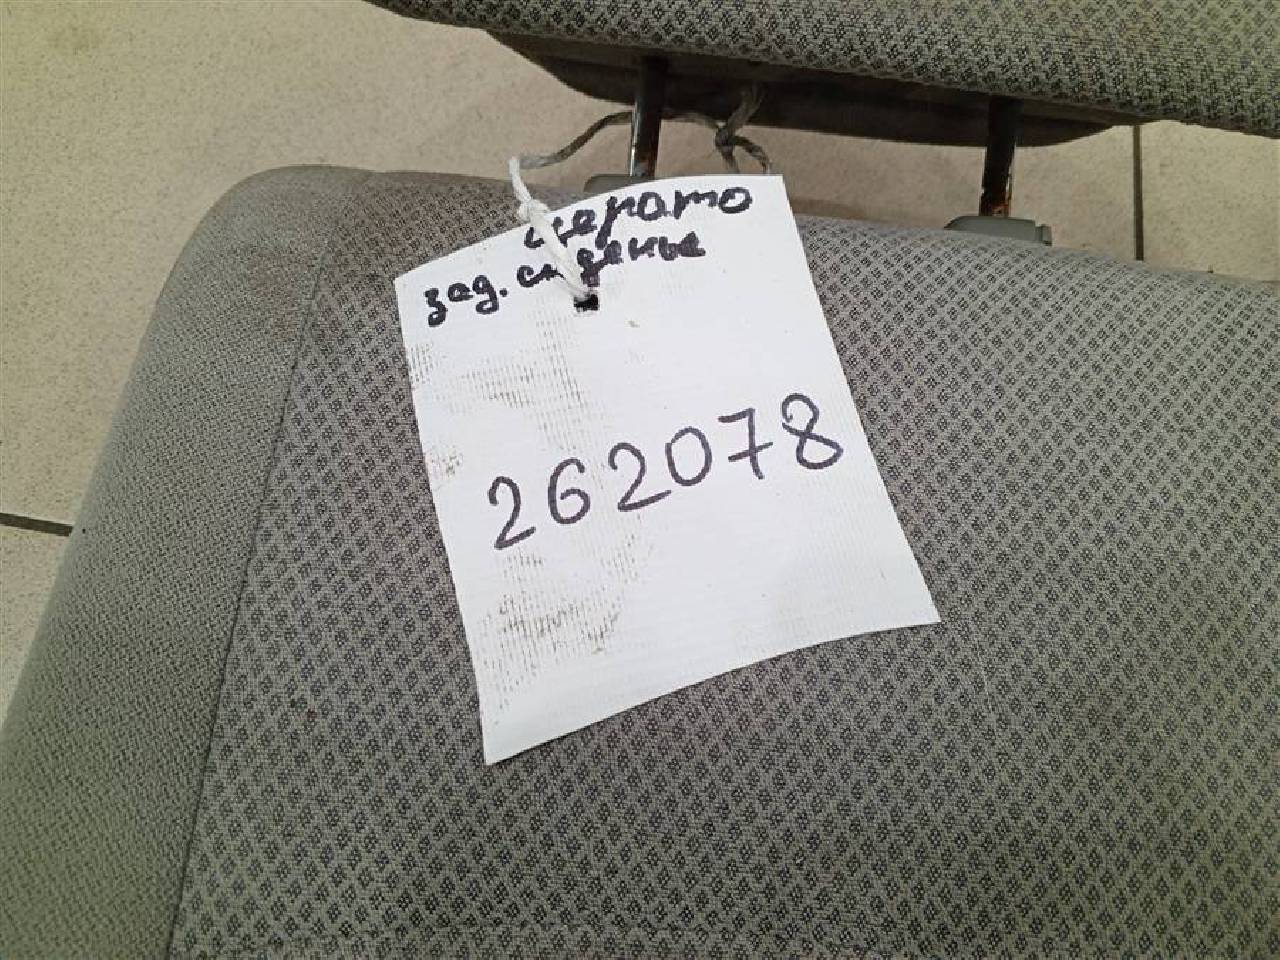 церато
зад. сиденье
262078